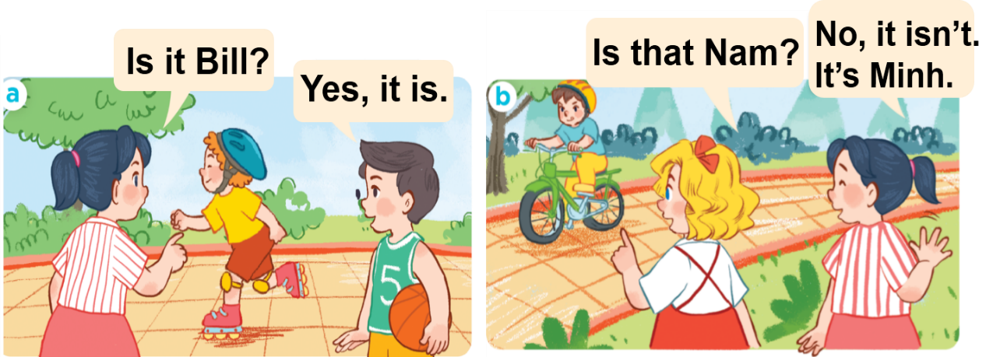 a
Is it Bill?
Yes, it is.
5
b
Is that Nam?
No, it isn't.
It's Minh.